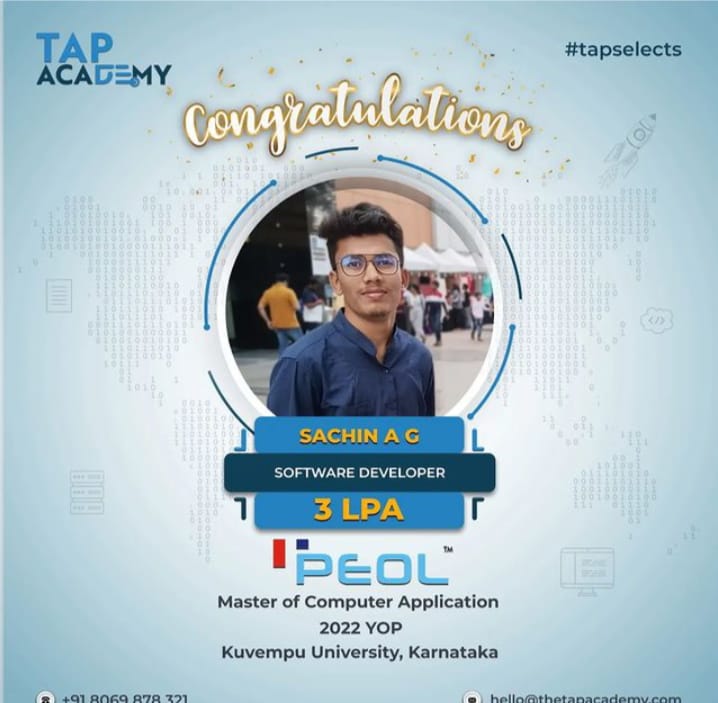 TAP
ACADEMY
#tapselects
Congratulations
SACHIN A G
SOFTWARE DEVELOPER
3 LPA
PEOL™
Master of Computer Application
2022 YOP
Kuvempu University, Karnataka
+91 8069 878 321
hello@thetapacademy.com